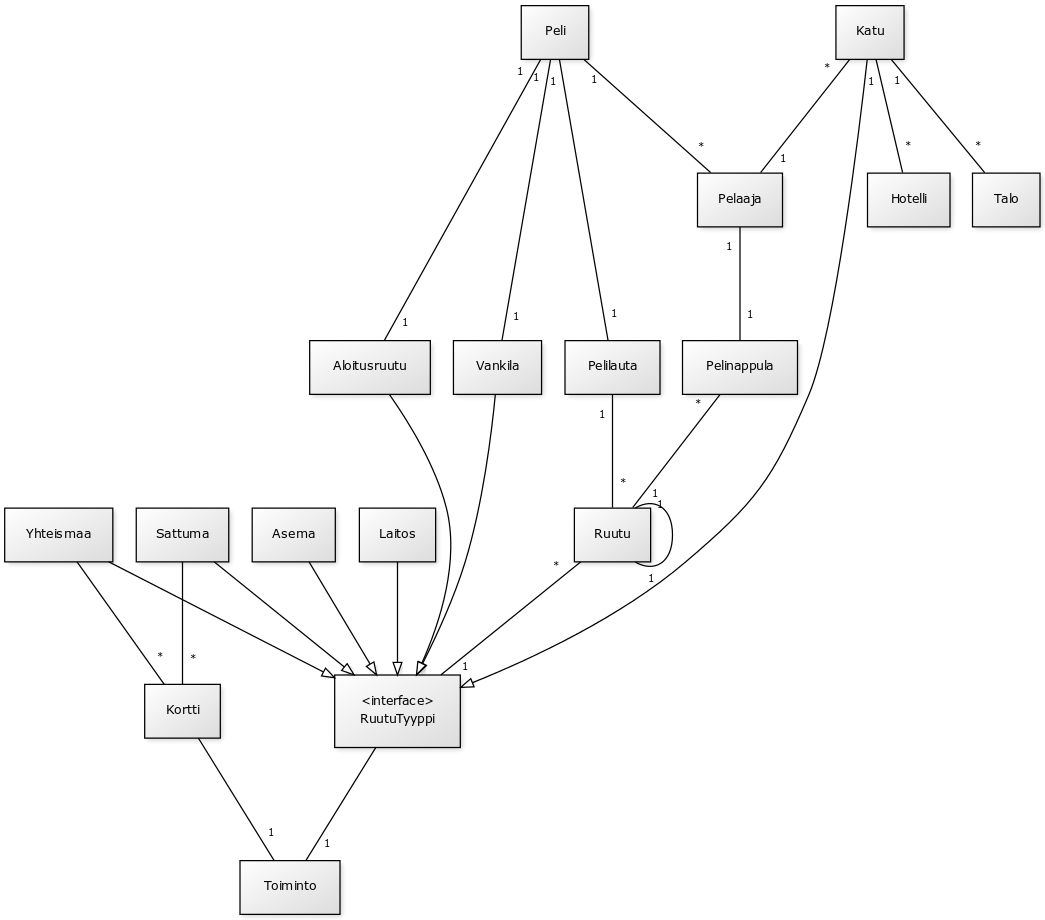 Peli
Katu
1
1
1
1
*
1
1
*
1
*
*
Pelaaja
Hotelli
Talo
1
1
1
1
1
Aloitusruutu
Vankila
Pelilauta
Pelinappula
1
*
*
1
1
Yhteismaa
Sattuma
Asema
Laitos
Ruutu
*
1
*
*
1
Kortti
<interface>
RuutuTyyppi
1
1
Toiminto